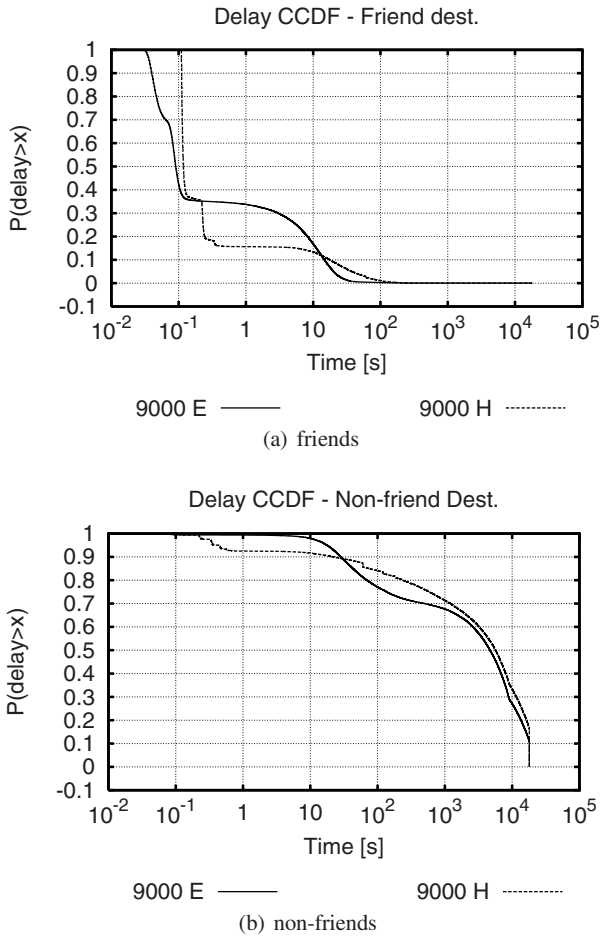 Delay CCDF - Friend dest.
P(delay>x)
1
0.9
0.8
0.7
0.6
0.5
0.4
0.3
0.2
0.1
0
-0.1
10-2 10-1 1 10 102 103 104 105
Time [s]
9000 E 9000 H
(a) friends
Delay CCDF - Non-friend Dest.
P(delay>x)
1
0.9
0.8
0.7
0.6
0.5
0.4
0.3
0.2
0.1
0
-0.1
10-2 10-1 1 10 102 103 104 105
Time [s]
9000 E 9000 H
(b) non-friends